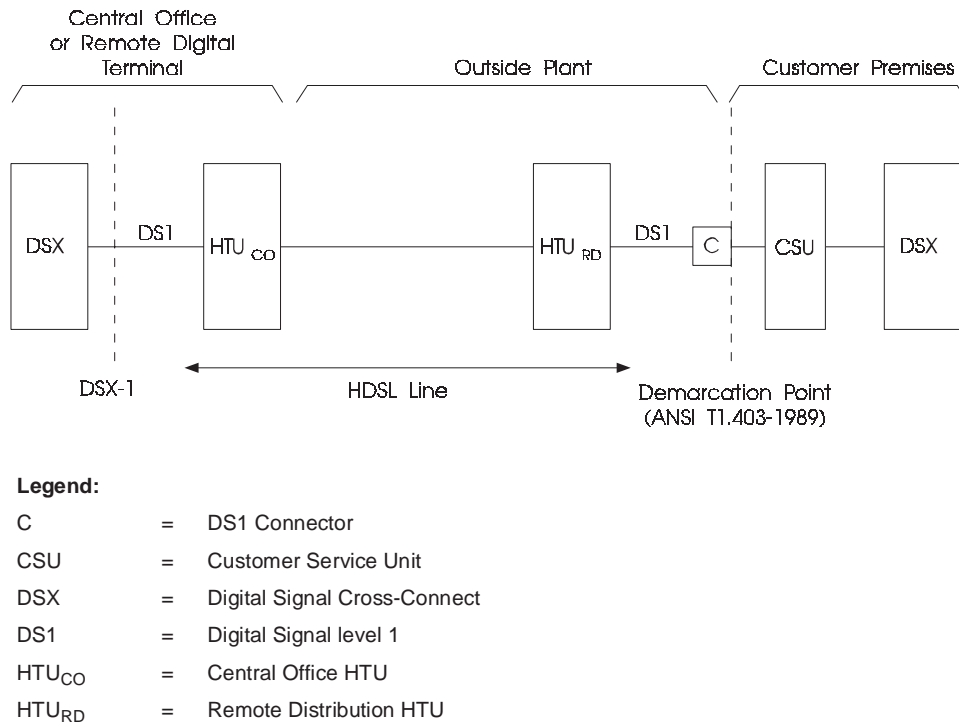 Central Office
or Remote Digital
Terminal
Outside Plant
Customer Premises
DSX
DS1
HTU CO
HTU RD
DS1
C
CSU
DSX
DSX-1
HDSL Line
Demarcation Point
(ANSI T1.403-1989)
Legend:
C = DS1 Connector
CSU = Customer Service Unit
DSX = Digital Signal Cross-Connect
DS1 = Digital Signal level 1
HTUCO = Central Office HTU
HTURD = Remote Distribution HTU